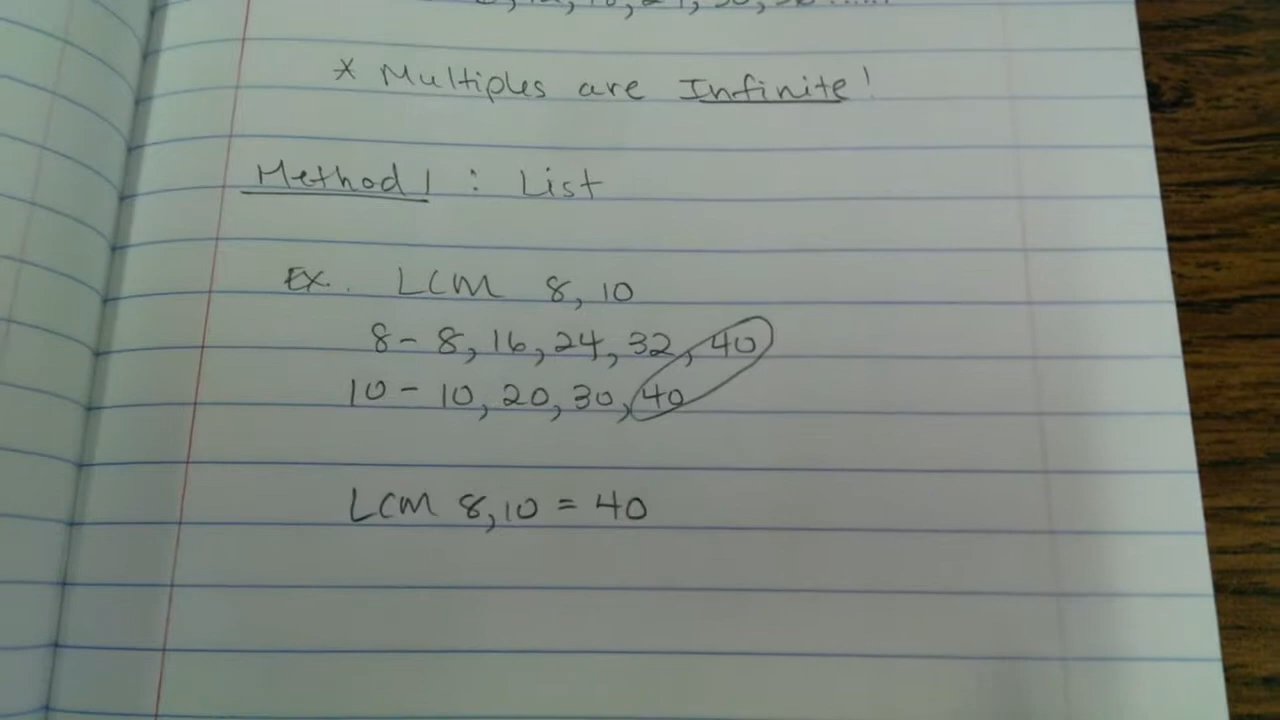 * Multiples are Infinite!
Method 1 : List
Ex. LCM 8, 10
8 - 8, 16, 24, 32, 40
10 - 10, 20, 30, 40
LCM 8, 10 = 40